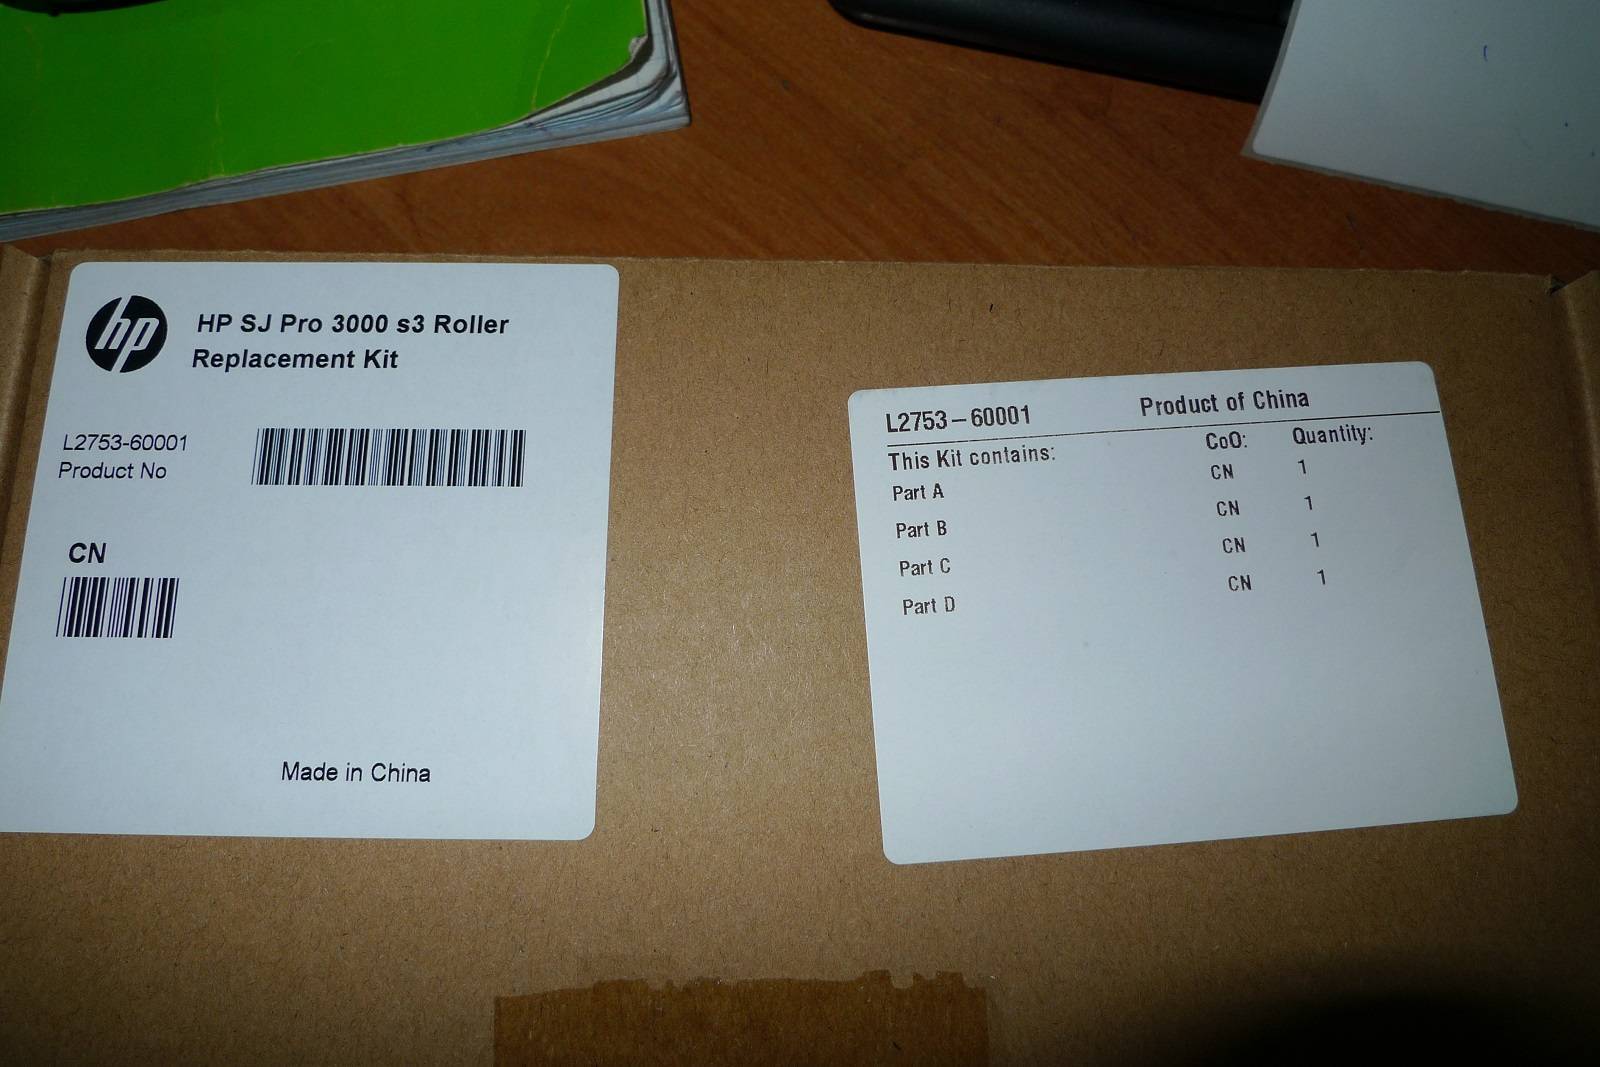 hp
HP SJ Pro 3000 s3 Roller
Replacement Kit
L2753-60001
Product No
CN
Made in China
L2753-60001 Product of China
This Kit contains: CoO: Quantity:
Part A CN 1
Part B CN 1
Part C CN 1
Part D CN 1